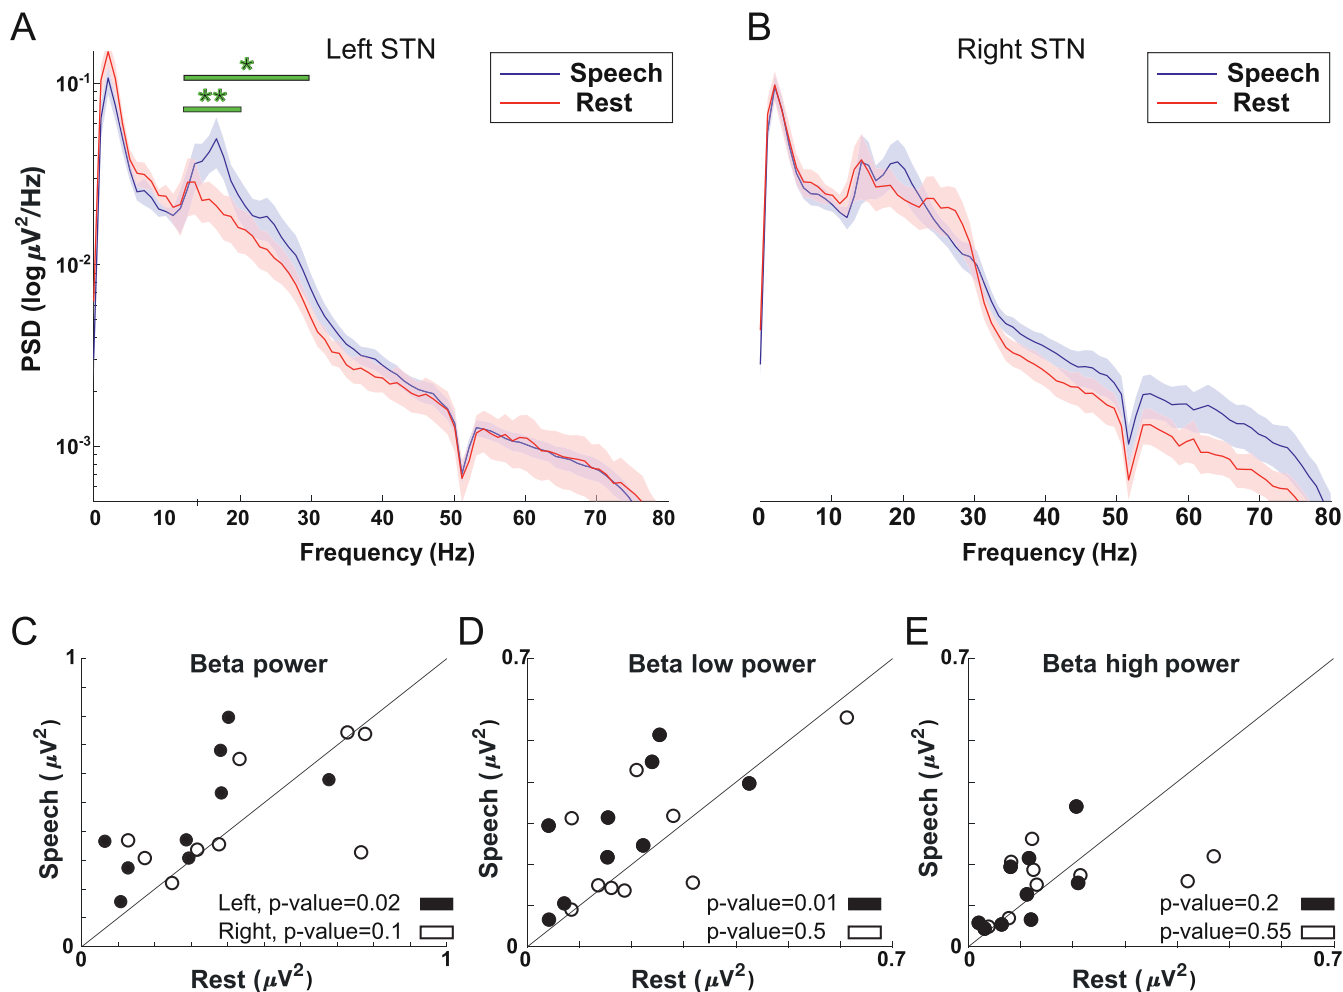 A
Left STN
Speech
Rest
*
**
10⁻¹
10⁻²
10⁻³
PSD (log μV²/Hz)
0 10 20 30 40 50 60 70 80
Frequency (Hz)
B
Right STN
Speech
Rest
0 10 20 30 40 50 60 70 80
Frequency (Hz)
C
Beta power
1
Speech (μV²)
Left, p-value=0.02
Right, p-value=0.1
0
0 1
Rest (μV²)
D
Beta low power
0.7
Speech (μV²)
p-value=0.01
p-value=0.5
0
0 0.7
Rest (μV²)
E
Beta high power
0.7
Speech (μV²)
p-value=0.2
p-value=0.55
0
0 0.7
Rest (μV²)